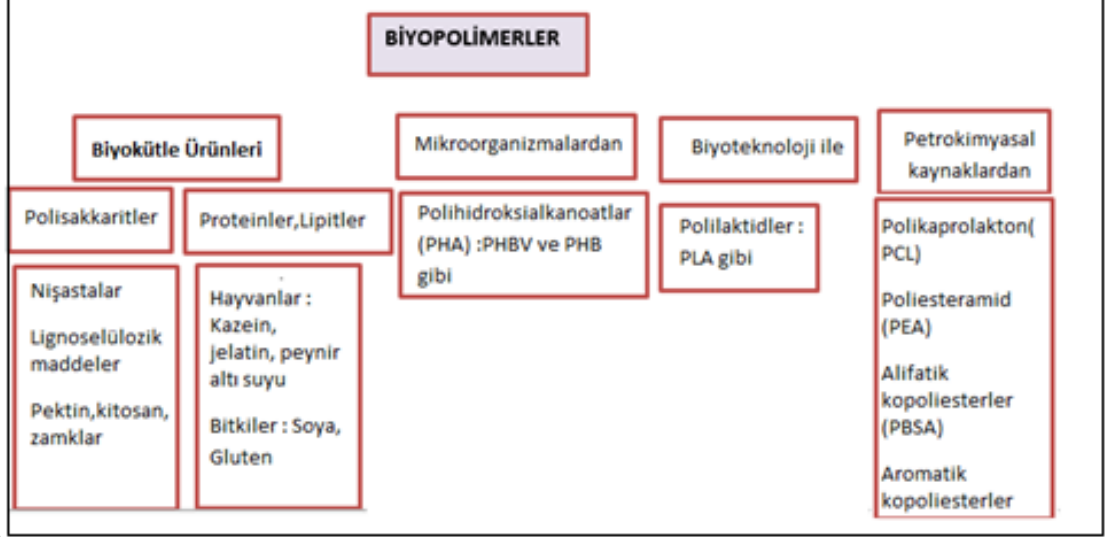 BİYOPOLİMERLER
Biyokütle Ürünleri
Mikroorganizmalardan
Biyoteknoloji ile
Petrokimyasal
kaynaklardan
Polisakkaritler
Proteinler,Lipitler
Polihidroksialkanoatlar
(PHA) :PHBV ve PHB
gibi
Polilaktidler :
PLA gibi
Polikaprolakton(
PCL)
Poliesteramid
(PEA)
Alifatik
kopoliesterler
(PBSA)
Aromatik
kopoliesterler
Nişastalar
Lignoselülozik
maddeler
Pektin,kitosan,
zamklar
Hayvanlar :
Kazein,
jelatin, peynir
altı suyu
Bitkiler : Soya,
Gluten